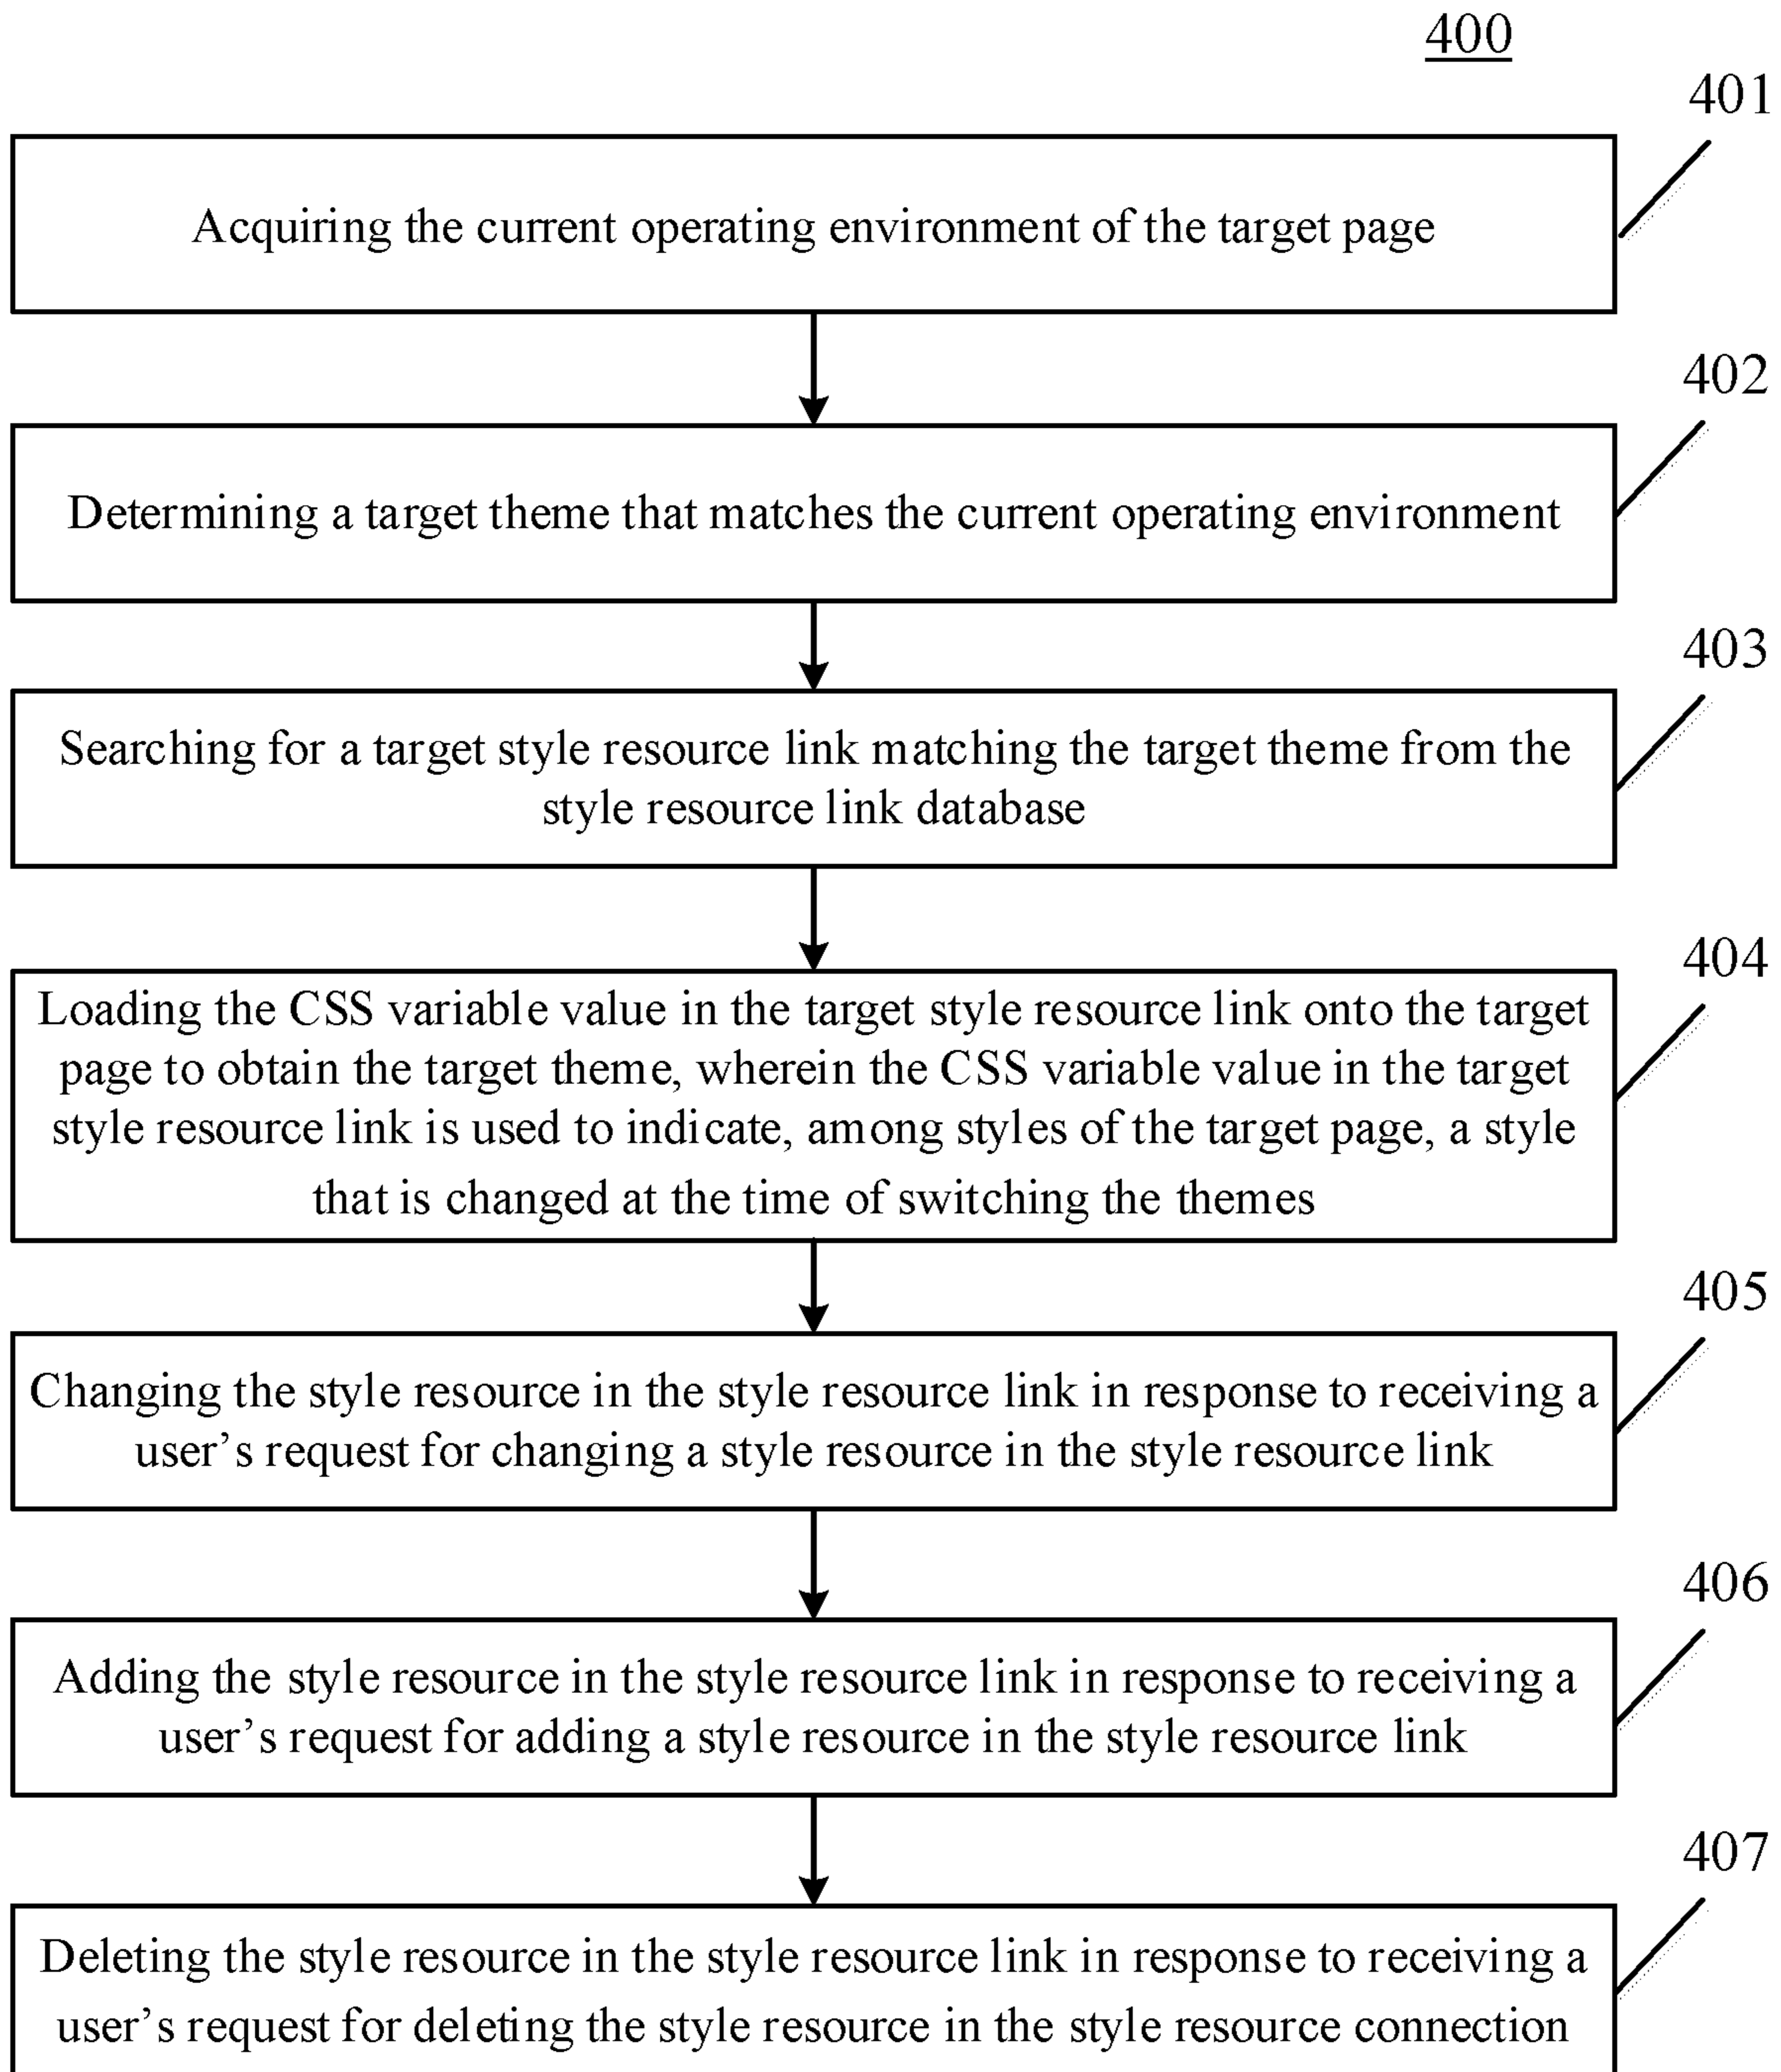 400
401
Acquiring the current operating environment of the target page
402
Determining a target theme that matches the current operating environment
403
Searching for a target style resource link matching the target theme from the
style resource link database
404
Loading the CSS variable value in the target style resource link onto the target
page to obtain the target theme, wherein the CSS variable value in the target
style resource link is used to indicate, among styles of the target page, a style
that is changed at the time of switching the themes
405
Changing the style resource in the style resource link in response to receiving a
user’s request for changing a style resource in the style resource link
406
Adding the style resource in the style resource link in response to receiving a
user’s request for adding a style resource in the style resource link
407
Deleting the style resource in the style resource link in response to receiving a
user’s request for deleting the style resource in the style resource connection